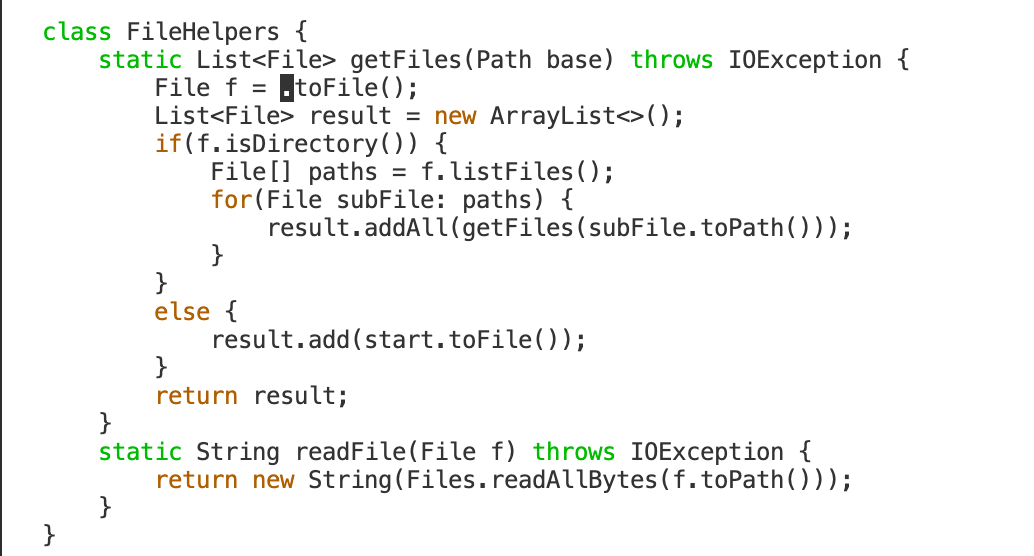 class FileHelpers {
    static List<File> getFiles(Path base) throws IOException {
        File f = .toFile();
        List<File> result = new ArrayList<>();
        if(f.isDirectory()) {
            File[] paths = f.listFiles();
            for(File subFile: paths) {
                result.addAll(getFiles(subFile.toPath()));
            }
        }
        else {
            result.add(start.toFile());
        }
        return result;
    }
    static String readFile(File f) throws IOException {
        return new String(Files.readAllBytes(f.toPath()));
    }
}